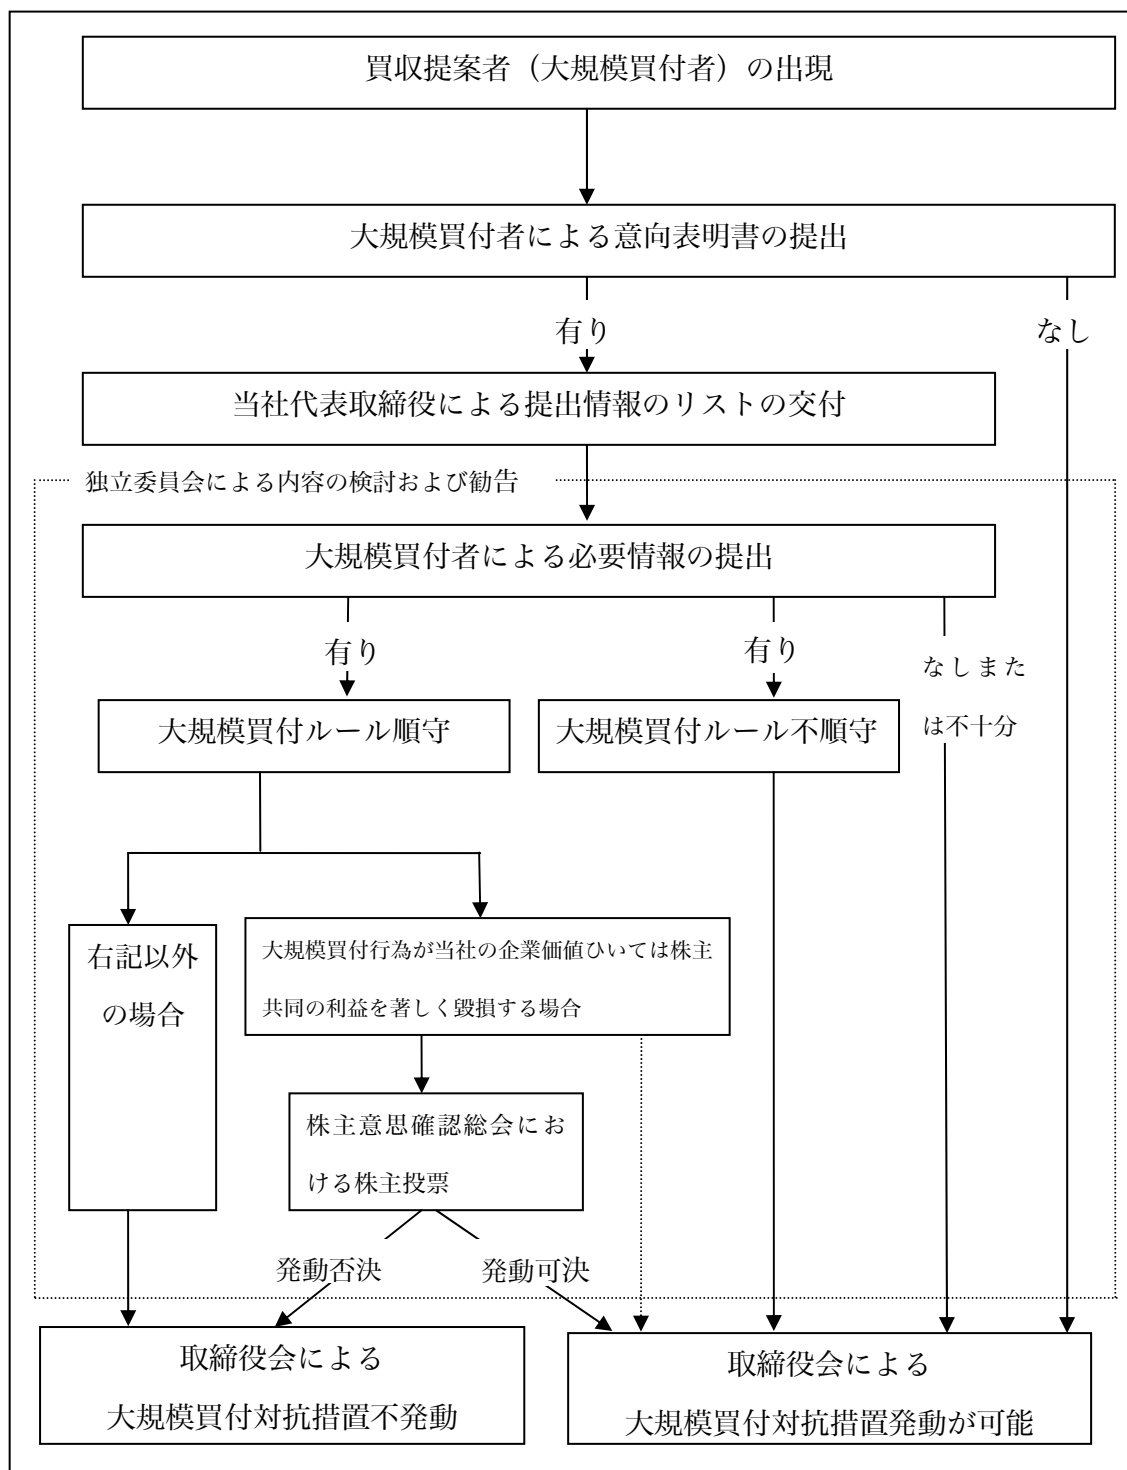 買収提案者（大規模買付者）の出現
大規模買付者による意向表明書の提出
有り
なし
当社代表取締役による提出情報のリストの交付
独立委員会による内容の検討および勧告
大規模買付者による必要情報の提出
有り
有り
なしまた
は不十分
大規模買付ルール順守
大規模買付ルール不順守
右記以外
の場合
大規模買付行為が当社の企業価値ひいては株主
共同の利益を著しく毀損する場合
株主意思確認総会にお
ける株主投票
発動否決
発動可決
取締役会による
大規模買付対抗措置不発動
取締役会による
大規模買付対抗措置発動が可能